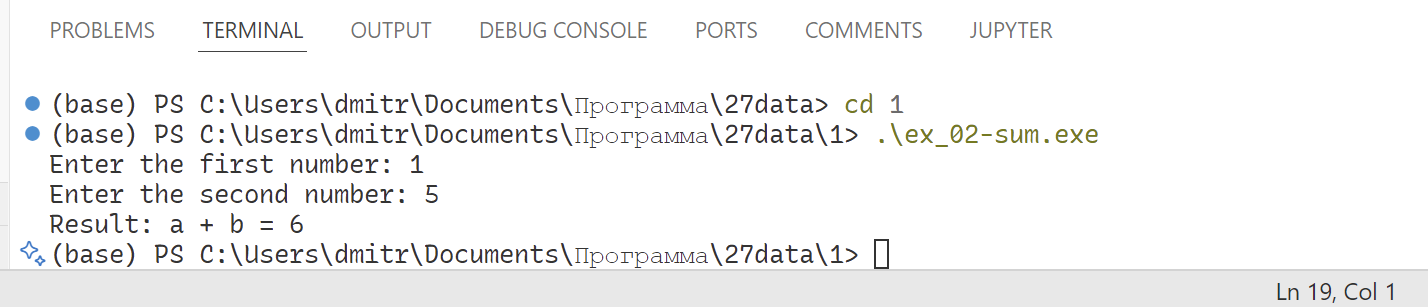 PROBLEMS TERMINAL OUTPUT DEBUG CONSOLE PORTS COMMENTS JUPYTER
(base) PS C:\Users\dmitr\Documents\Программа\27data> cd 1
(base) PS C:\Users\dmitr\Documents\Программа\27data\1> .\ex_02-sum.exe
Enter the first number: 1
Enter the second number: 5
Result: a + b = 6
(base) PS C:\Users\dmitr\Documents\Программа\27data\1>
Ln 19, Col 1